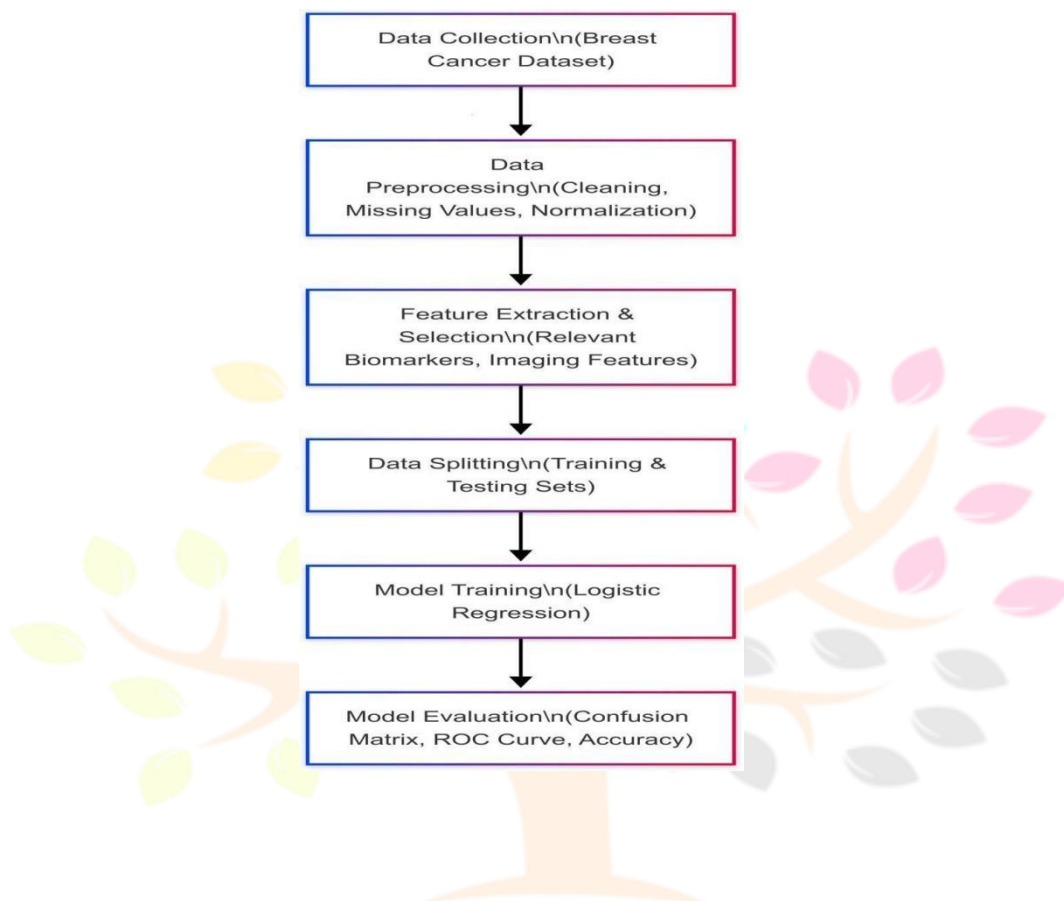 Data Collection\n(Breast
Cancer Dataset)
Data
Preprocessing\n(Cleaning,
Missing Values, Normalization)
Feature Extraction &
Selection\n(Relevant
Biomarkers, Imaging Features)
Data Splitting\n(Training &
Testing Sets)
Model Training\n(Logistic
Regression)
Model Evaluation\n(Confusion
Matrix, ROC Curve, Accuracy)